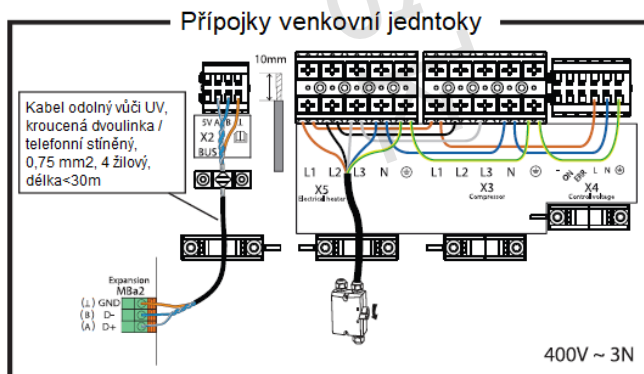 Přípojky venkovní jedntoky
10mm
Kabel odolný vůči UV,
kroucená dvoulinka /
telefonní stíněný,
0,75 mm2, 4 žilový,
délka<30m
5V A B ⊥
X2
BUS
L1 L2 L3 N
X5
Electrical heater
L1 L2 L3 N
X3
Compressor
- ON ERR L N
X4
Control voltage
Expansion
MBa2
(⊥) GND
(B) D-
(A) D+
400V ~ 3N